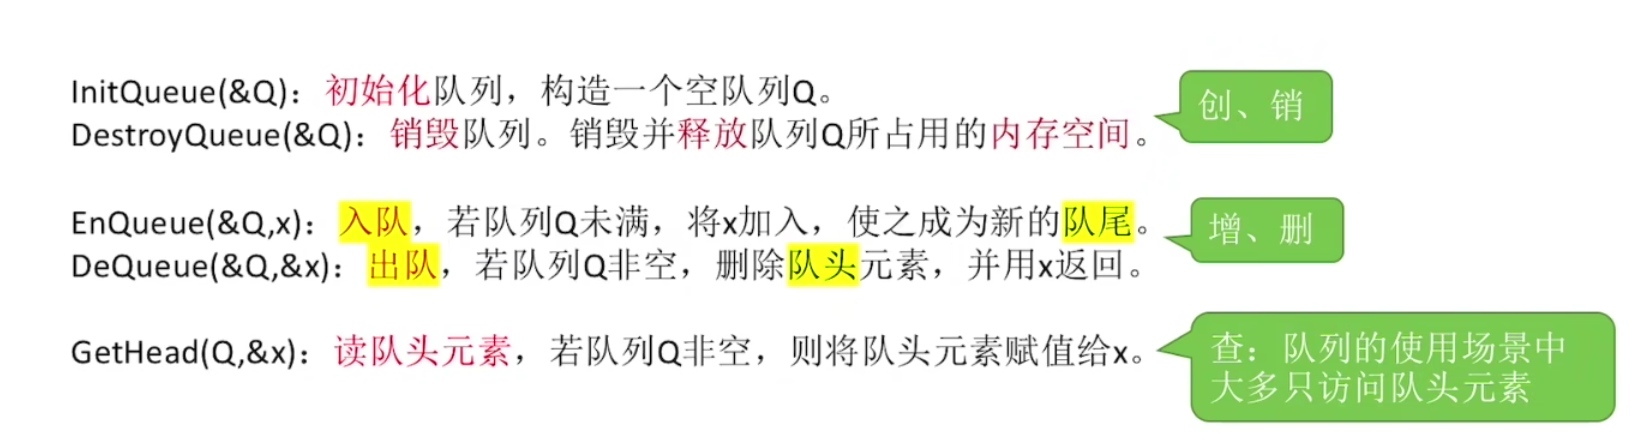 InitQueue(&Q)：初始化队列，构造一个空队列Q。
DestroyQueue(&Q)：销毁队列。销毁并释放队列Q所占用的内存空间。
创、销
EnQueue(&Q,x)：入队，若队列Q未满，将x加入，使之成为新的队尾。
DeQueue(&Q,&x)：出队，若队列Q非空，删除队头元素，并用x返回。
增、删
GetHead(Q,&x)：读队头元素，若队列Q非空，则将队头元素赋值给x。
查：队列的使用场景中
大多只访问队头元素